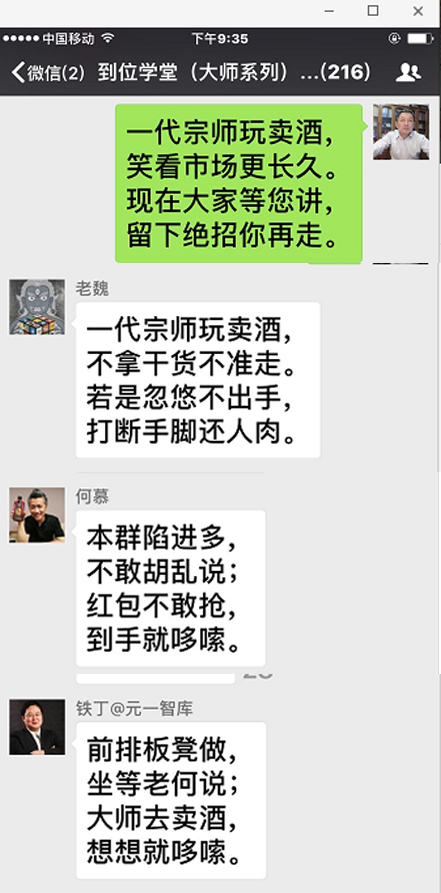 中国移动 下午9:35
微信(2) 到位学堂（大师系列）...(216)
一代宗师玩卖酒，
笑看市场更长久。
现在大家等您讲，
留下绝招你再走。
老魏
一代宗师玩卖酒，
不拿干货不准走。
若是忽悠不出手，
打断手脚还人肉。
何慕
本群陷进多，
不敢胡乱说；
红包不敢抢，
到手就哆嗦。
铁丁@元一智库
前排板凳做，
坐等老何说；
大师去卖酒，
想想就哆嗦。